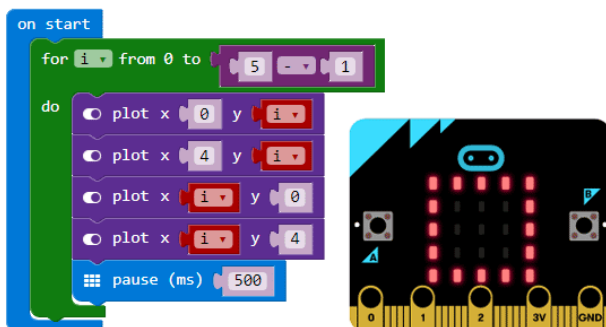 on start
for i from 0 to 5 - 1
do
plot x 0 y i
plot x 4 y i
plot x i y 0
plot x i y 4
pause (ms) 500
B
A
0 1 2 3V GND